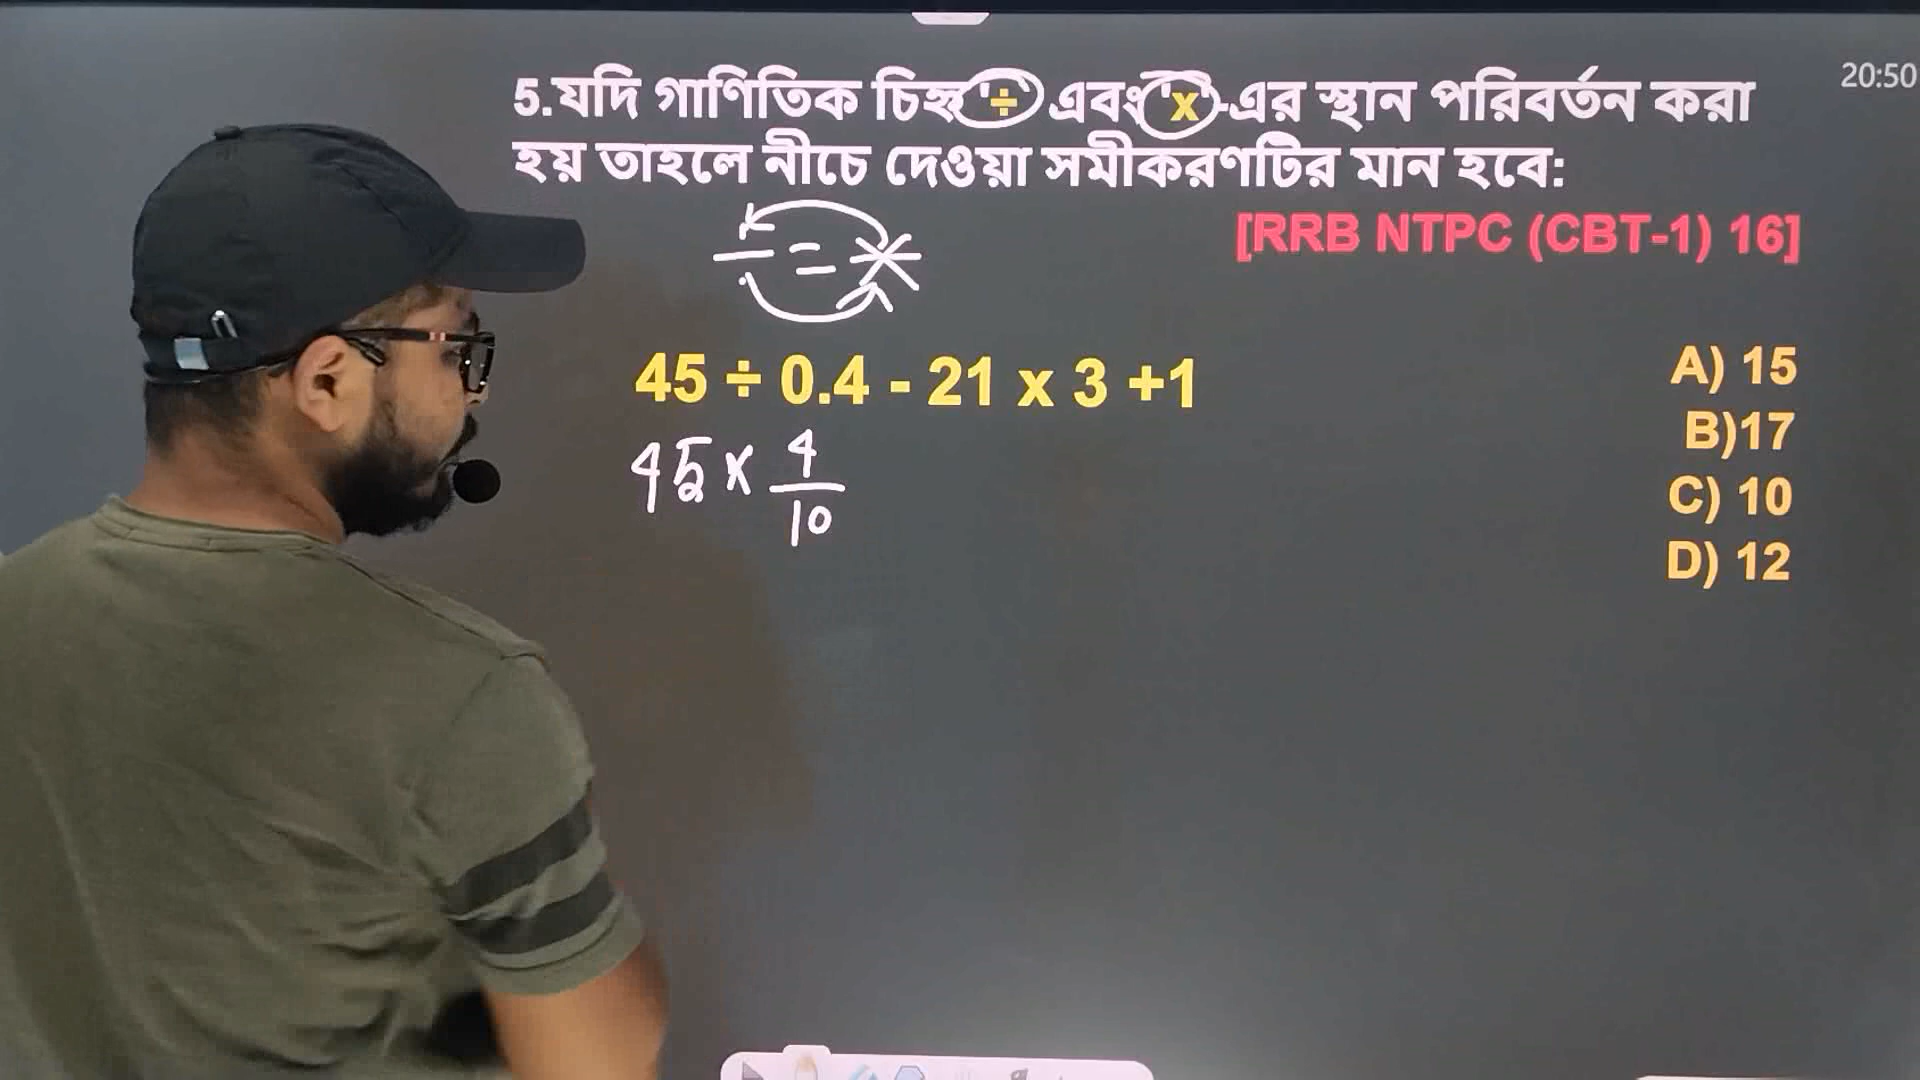 5.যদি গাণিতিক চিহ্ন '÷' এবং 'x'-এর স্থান পরিবর্তন করা
20:50
হয় তাহলে নীচে দেওয়া সমীকরণটির মান হবে:
[RRB NTPC (CBT-1) 16]
÷ = ×
45 ÷ 0.4 - 21 x 3 +1
45 × 4/10
A) 15
B)17
C) 10
D) 12